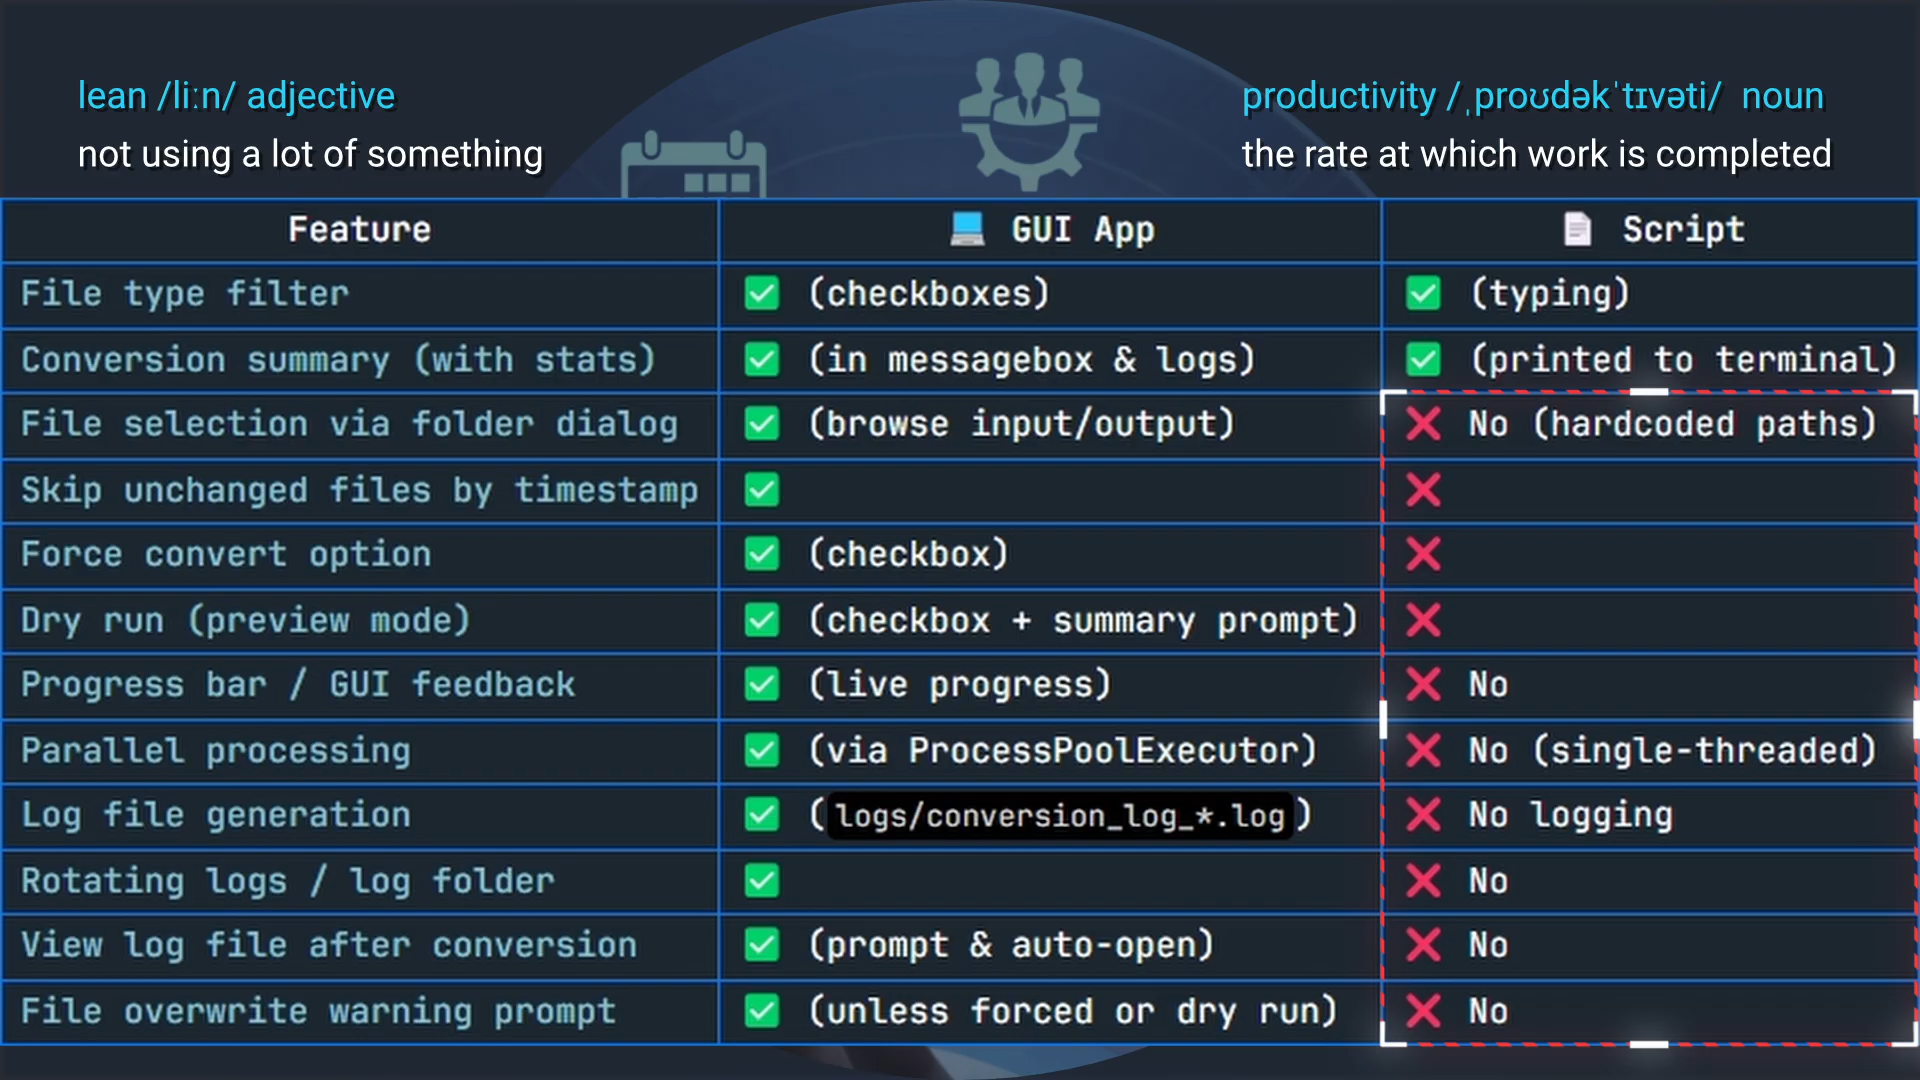 lean /liːn/ adjective
not using a lot of something
productivity /ˌproʊdəkˈtɪvəti/ noun
the rate at which work is completed
Feature 💻 GUI App 📄 Script
File type filter ✅ (checkboxes) ✅ (typing)
Conversion summary (with stats) ✅ (in messagebox & logs) ✅ (printed to terminal)
File selection via folder dialog ✅ (browse input/output) ❌ No (hardcoded paths)
Skip unchanged files by timestamp ✅ ❌
Force convert option ✅ (checkbox) ❌
Dry run (preview mode) ✅ (checkbox + summary prompt) ❌
Progress bar / GUI feedback ✅ (live progress) ❌ No
Parallel processing ✅ (via ProcessPoolExecutor) ❌ No (single-threaded)
Log file generation ✅ (logs/conversion_log_*.log) ❌ No logging
Rotating logs / log folder ✅ ❌ No
View log file after conversion ✅ (prompt & auto-open) ❌ No
File overwrite warning prompt ✅ (unless forced or dry run) ❌ No